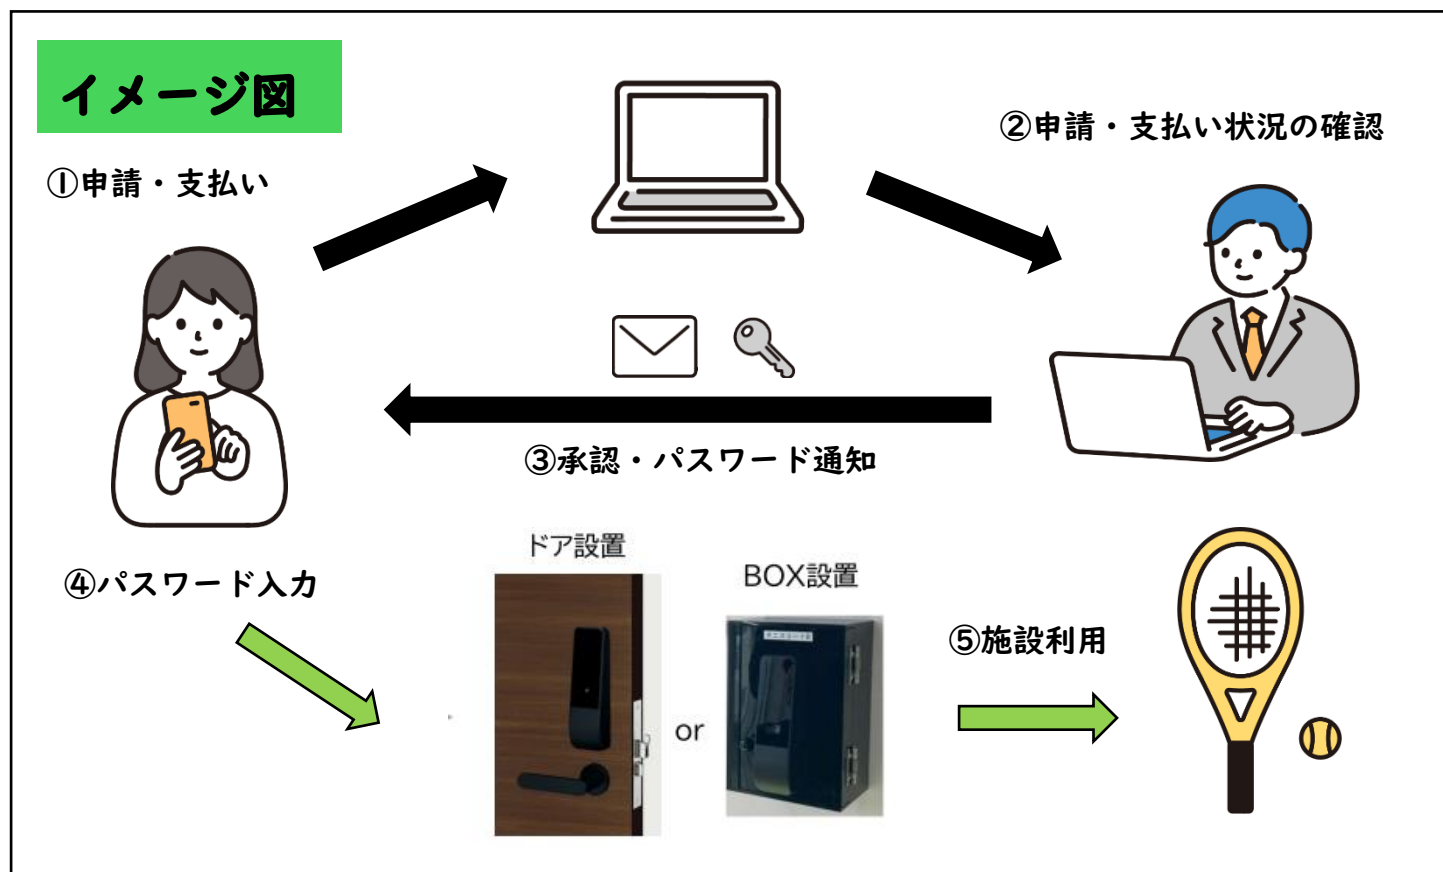 イメージ図
①申請・支払い
②申請・支払い状況の確認
③承認・パスワード通知
④パスワード入力
ドア設置
or
BOX設置
⑤施設利用